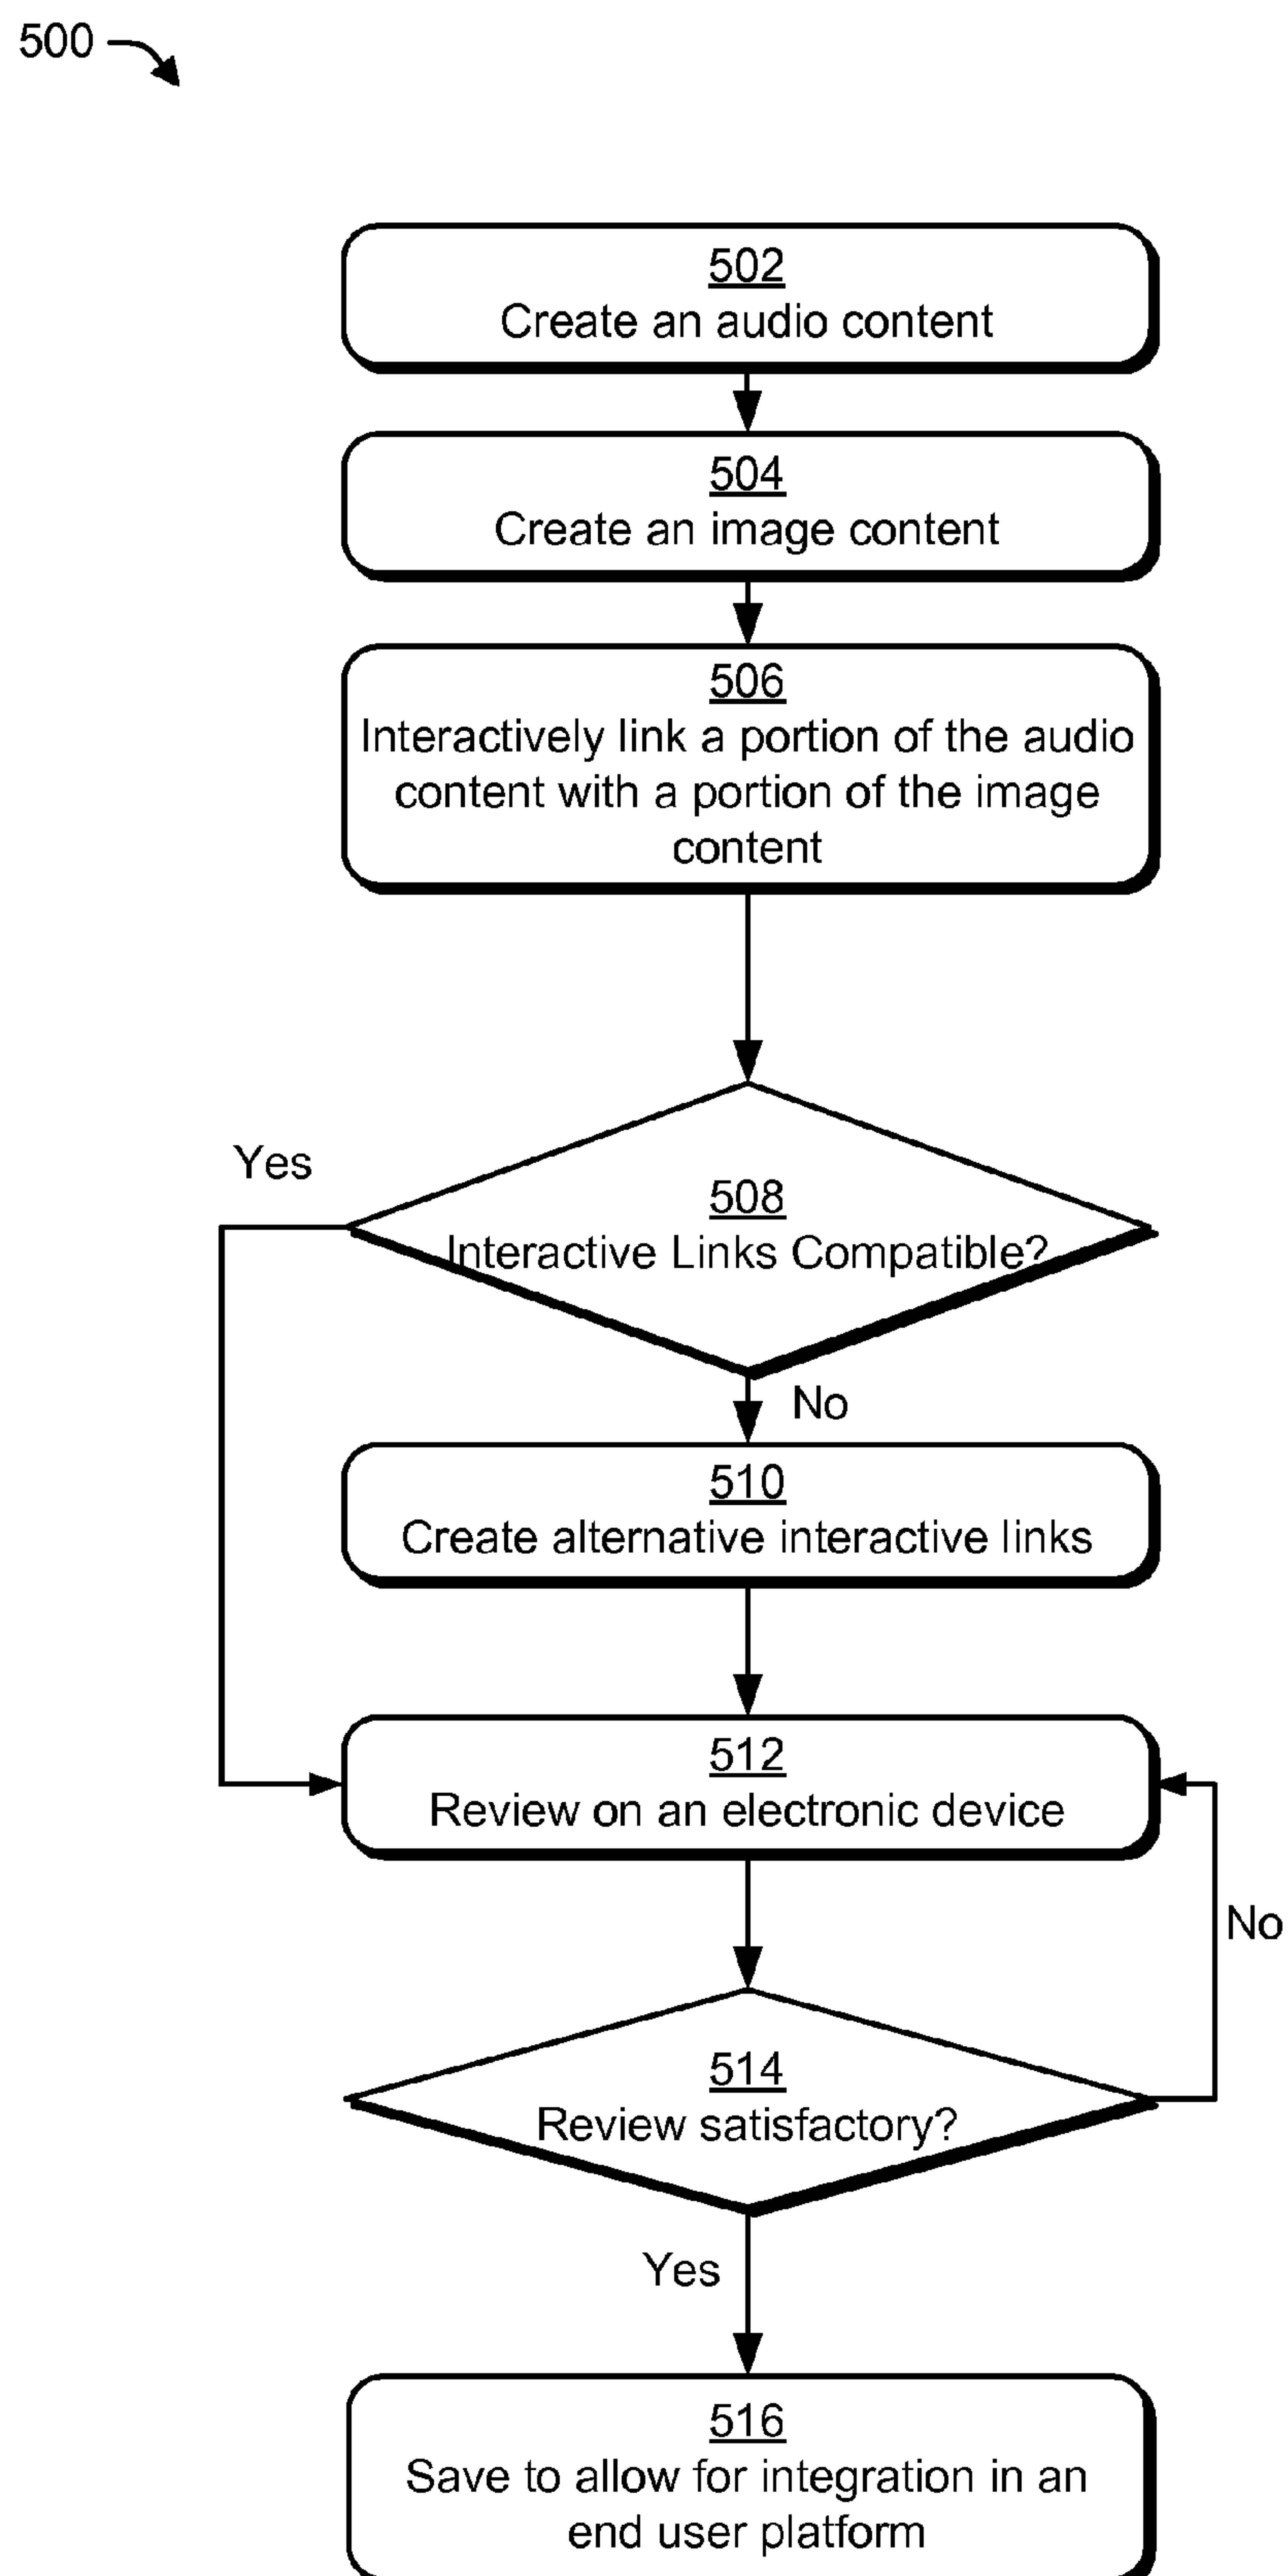 500
502
Create an audio content
504
Create an image content
506
Interactively link a portion of the audio
content with a portion of the image
content
Yes
508
Interactive Links Compatible?
No
510
Create alternative interactive links
512
Review on an electronic device
No
514
Review satisfactory?
Yes
516
Save to allow for integration in an
end user platform